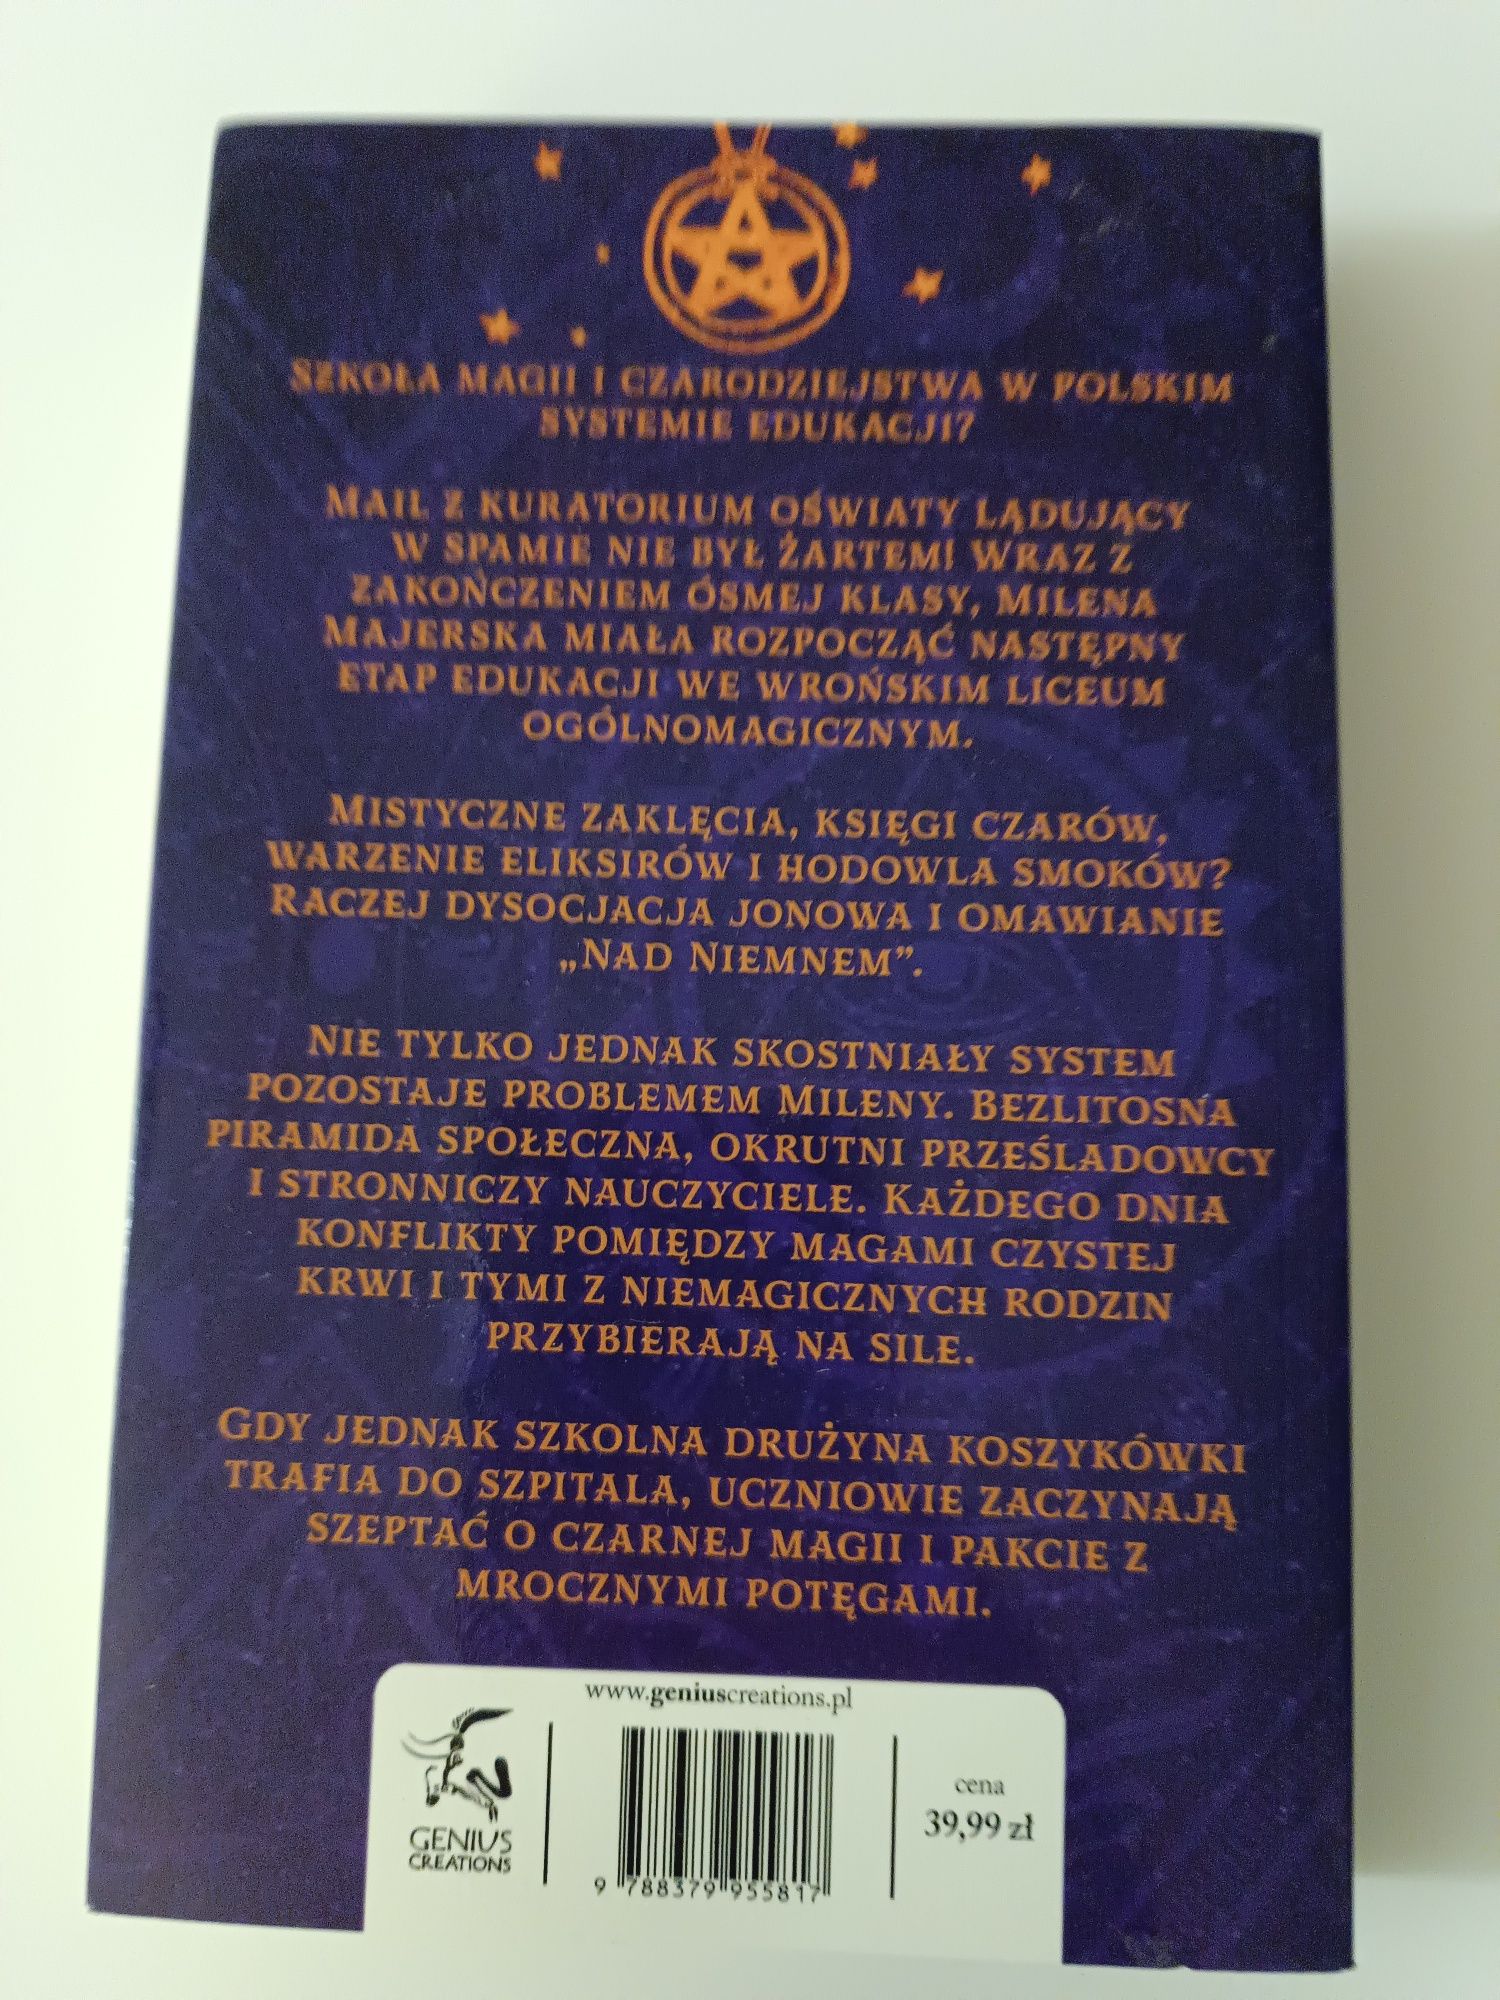 SZKOŁA MAGII I CZARODZIEJSTWA W POLSKIM
SYSTEMIE EDUKACJI?
MAIL Z KURATORIUM OŚWIATY LĄDUJĄCY
W SPAMIE NIE BYŁ ŻARTEM! WRAZ Z
ZAKOŃCZENIEM ÓSMEJ KLASY, MILENA
MAJERSKA MIAŁA ROZPOCZĄĆ NASTĘPNY
ETAP EDUKACJI WE WROŃSKIM LICEUM
OGÓLNOMAGICZNYM.
MISTYCZNE ZAKLĘCIA, KSIĘGI CZARÓW,
WARZENIE ELIKSIRÓW I HODOWLA SMOKÓW?
RACZEJ DYSOCJACJA JONOWA I OMAWIANIE
„NAD NIEMNEM”.
NIE TYLKO JEDNAK SKOSTNIAŁY SYSTEM
POZOSTAJE PROBLEMEM MILENY. BEZLITOSNA
PIRAMIDA SPOŁECZNA, OKRUTNI PRZEŚLADOWCY
I STRONNICZY NAUCZYCIELE. KAŻDEGO DNIA
KONFLIKTY POMIĘDZY MAGAMI CZYSTEJ
KRWI I TYMI Z NIEMAGICZNYCH RODZIN
PRZYBIERAJĄ NA SILE.
GDY JEDNAK SZKOLNA DRUŻYNA KOSZYKÓWKI
TRAFIA DO SZPITALA, UCZNIOWIE ZACZYNAJĄ
SZEPTAĆ O CZARNEJ MAGII I PAKCIE Z
MROCZNYMI POTĘGAMI.
www.geniuscreations.pl
GENIUS
CREATIONS
9 788379 955817
cena
39,99 zł